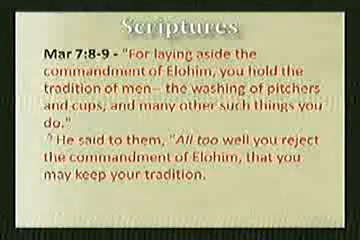 Scriptures
Mar 7:8-9 - "For laying aside the
commandment of Elohim, you hold the
tradition of men-- the washing of pitchers
and cups, and many other such things you
do."
9 He said to them, "All too well you reject
the commandment of Elohim, that you
may keep your tradition.